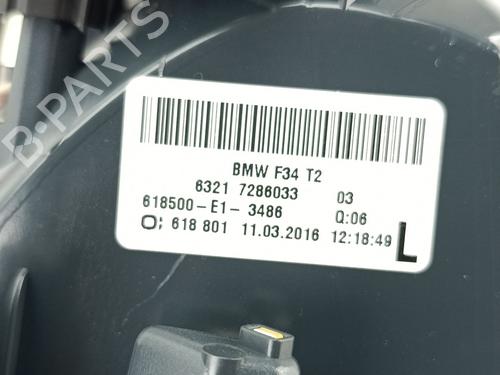 B-PARTS
BMW F34 T2
6321 7286033 03
618500-E1-3486 Q:06
O; 618 801 11.03.2016 12:18:49 L